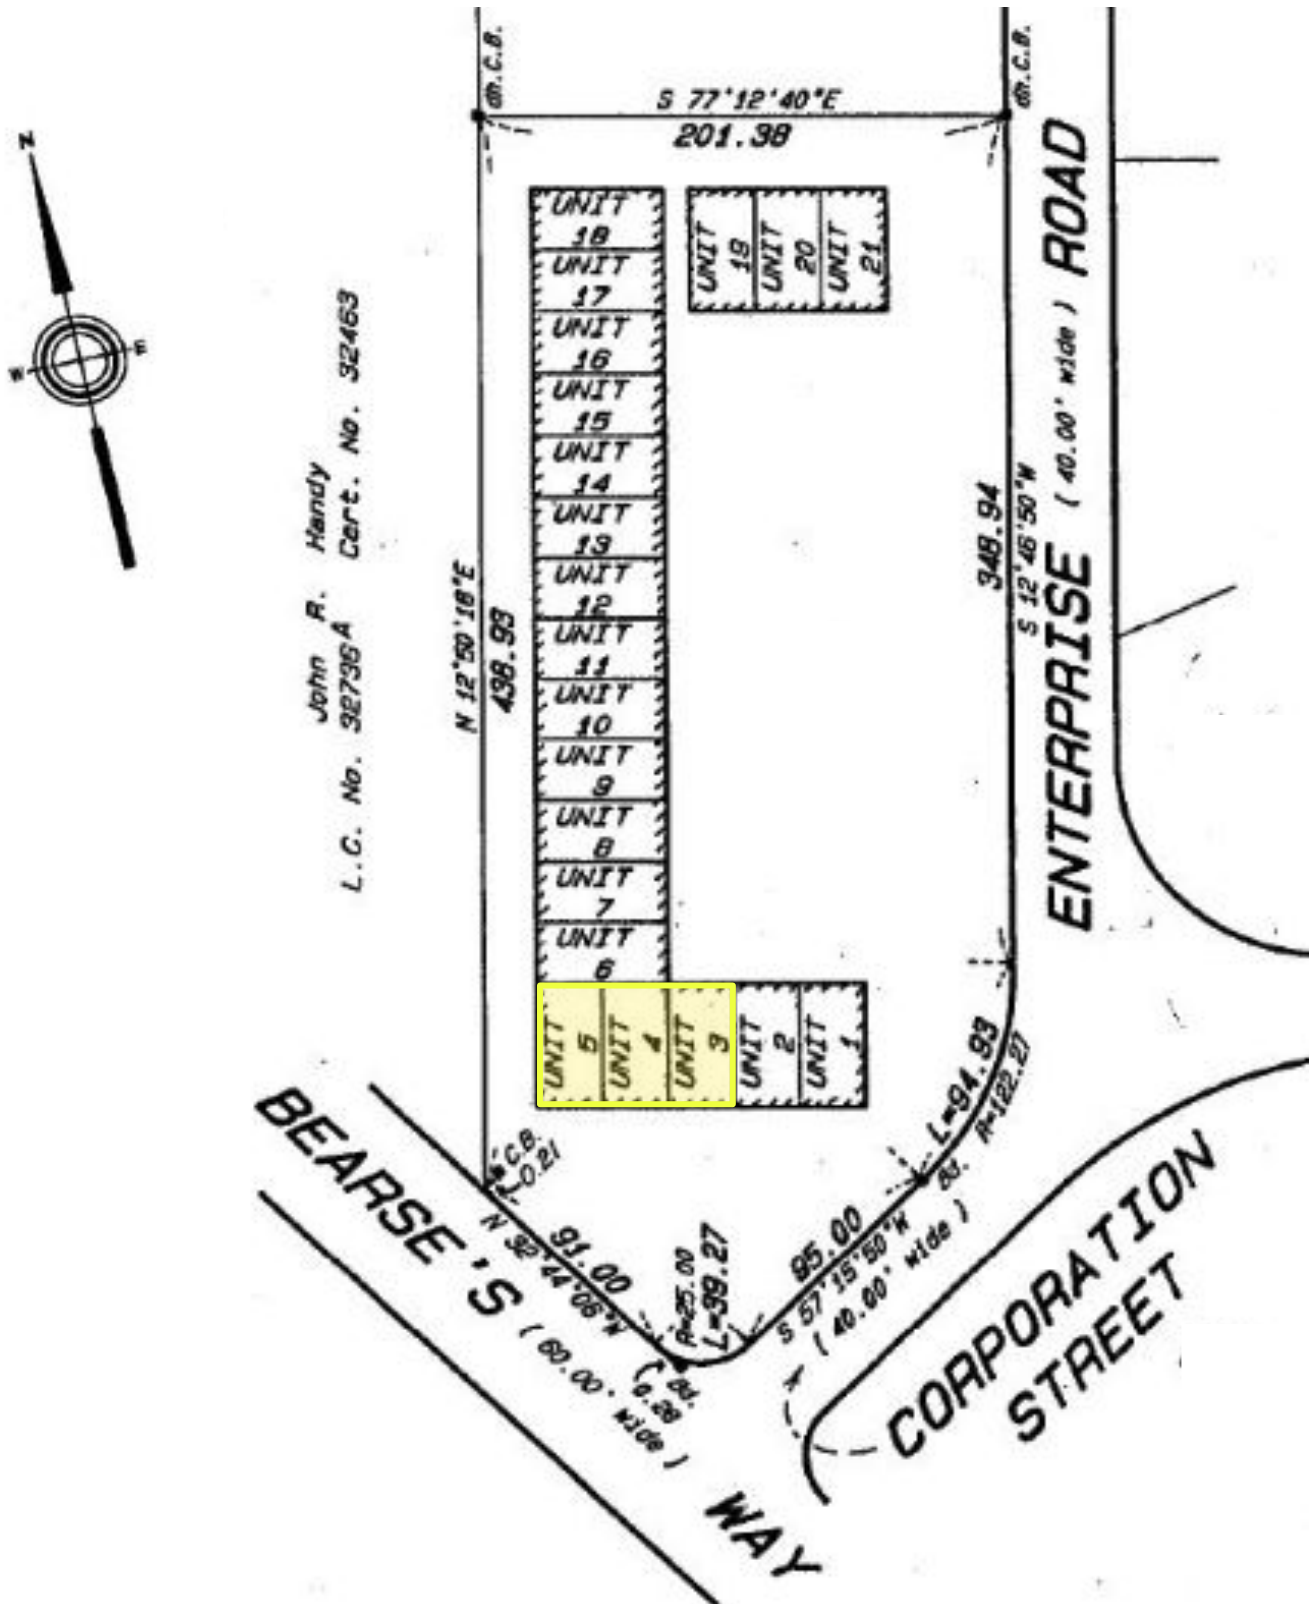 N
W
E
dh.C.B.
dh.C.B.
S 77°12'40"E
201.38
UNIT
18
UNIT
17
UNIT
16
UNIT
15
UNIT
14
UNIT
13
UNIT
12
UNIT
11
UNIT
10
UNIT
9
UNIT
8
UNIT
7
UNIT
6
UNIT
5
UNIT
4
UNIT
3
UNIT
2
UNIT
1
UNIT
19
UNIT
20
UNIT
21
John R. Handy
L.C. No. 32736A Cert. No. 32463
N 12°50'18"E
438.93
348.94
S 12°46'50"W
ENTERPRISE (40.00' wide) ROAD
L=94.93
R=122.27
Bd.
95.00
S 57°15'50"W
(40.00' wide)
CORPORATION
STREET
R=25.00
L=39.27
C.B.
0.21
91.00
N 32°44'06"W
Bd.
0.28
BEARSE'S (60.00' wide) WAY